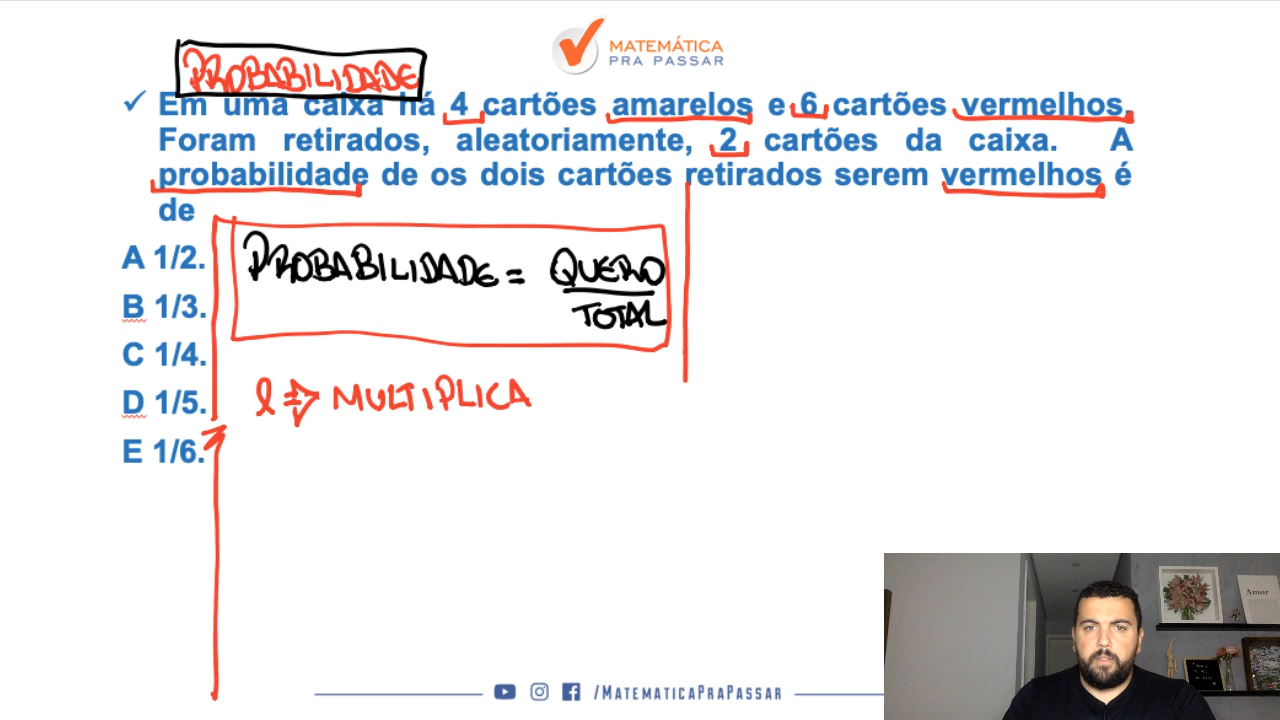 MATEMÁTICA
PRA PASSAR
PROBABILIDADE
✓ Em uma caixa há 4 cartões amarelos e 6 cartões vermelhos.
Foram retirados, aleatoriamente, 2 cartões da caixa. A
probabilidade de os dois cartões retirados serem vermelhos é
de
A 1/2.
B 1/3.
C 1/4.
D 1/5.
E 1/6.
PROBABILIDADE = QUERO
TOTAL
e => MULTIPLICA
Amor
/MatematicaPraPassar